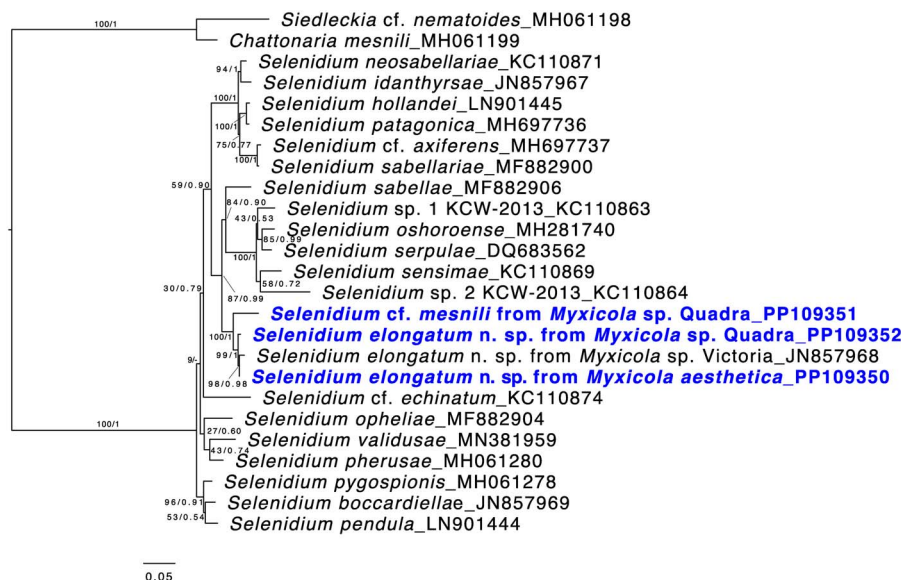 100/1
Siedleckia cf. nematoides_MH061198
Chattonaria mesnili_MH061199
Selenidium neosabellariae_KC110871
94/1
Selenidium idanthyrsae_JN857967
100/1
Selenidium hollandei_LN901445
100/1
Selenidium patagonica_MH697736
75/0.77
Selenidium cf. axiferens_MH697737
100/1
Selenidium sabellariae_MF882900
59/0.90
Selenidium sabellae_MF882906
84/0.90
Selenidium sp. 1 KCW-2013_KC110863
43/0.53
Selenidium oshoroense_MH281740
85/0.99
Selenidium serpulae_DQ683562
100/1
Selenidium sensimae_KC110869
58/0.72
Selenidium sp. 2 KCW-2013_KC110864
30/0.79
87/0.99
Selenidium cf. mesnili from Myxicola sp. Quadra_PP109351
100/1
Selenidium elongatum n. sp. from Myxicola sp. Quadra_PP109352
99/1
Selenidium elongatum n. sp. from Myxicola sp. Victoria_JN857968
9/-
98/0.98
Selenidium elongatum n. sp. from Myxicola aesthetica_PP109350
Selenidium cf. echinatum_KC110874
Selenidium opheliae_MF882904
100/1
27/0.60
Selenidium validusae_MN381959
43/0.74
Selenidium pherusae_MH061280
Selenidium pygospionis_MH061278
96/0.91
Selenidium boccardiellae_JN857969
53/0.54
Selenidium pendula_LN901444
0.05